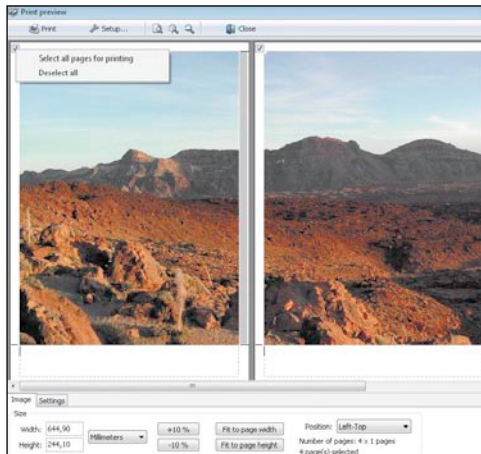 Print preview
Print Setup... Close
Select all pages for printing
Deselect all
Image Settings
Size
Width: 644,90 Millimeters +10 % Fit to page width Position: Left-Top
Height: 244,10 -10 % Fit to page height Number of pages: 4 x 1 pages
4 page(s) selected